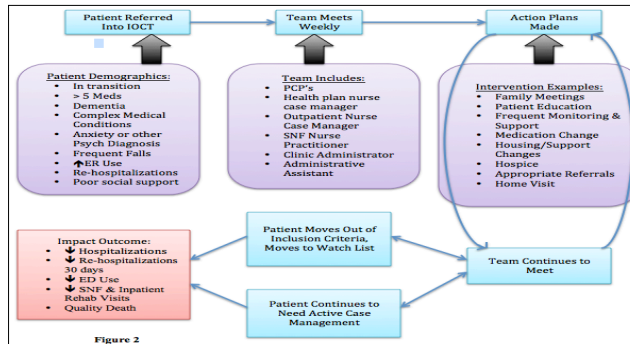 Patient Referred
Into IOCT
Team Meets
Weekly
Action Plans
Made
Patient Demographics:
• In transition
• > 5 Meds
• Dementia
• Complex Medical
Conditions
• Anxiety or other
Psych Diagnosis
• Frequent Falls
• ↑ER Use
• Re-hospitalizations
• Poor social support
Team Includes:
• PCP's
• Health plan nurse
case manager
• Outpatient Nurse
Case Manager
• SNF Nurse
Practitioner
• Clinic Administrator
• Administrative
Assistant
Intervention Examples:
• Family Meetings
• Patient Education
• Frequent Monitoring &
Support
• Medication Change
• Housing/Support
Changes
• Hospice
• Appropriate Referrals
• Home Visit
Impact Outcome:
• ↓ Hospitalizations
• ↓ Re-hospitalizations
30 days
• ↓ ED Use
• ↓ SNF & Inpatient
Rehab Visits
• Quality Death
Patient Moves Out of
Inclusion Criteria,
Moves to Watch List
Team Continues to
Meet
Patient Continues to
Need Active Case
Management
Figure 2